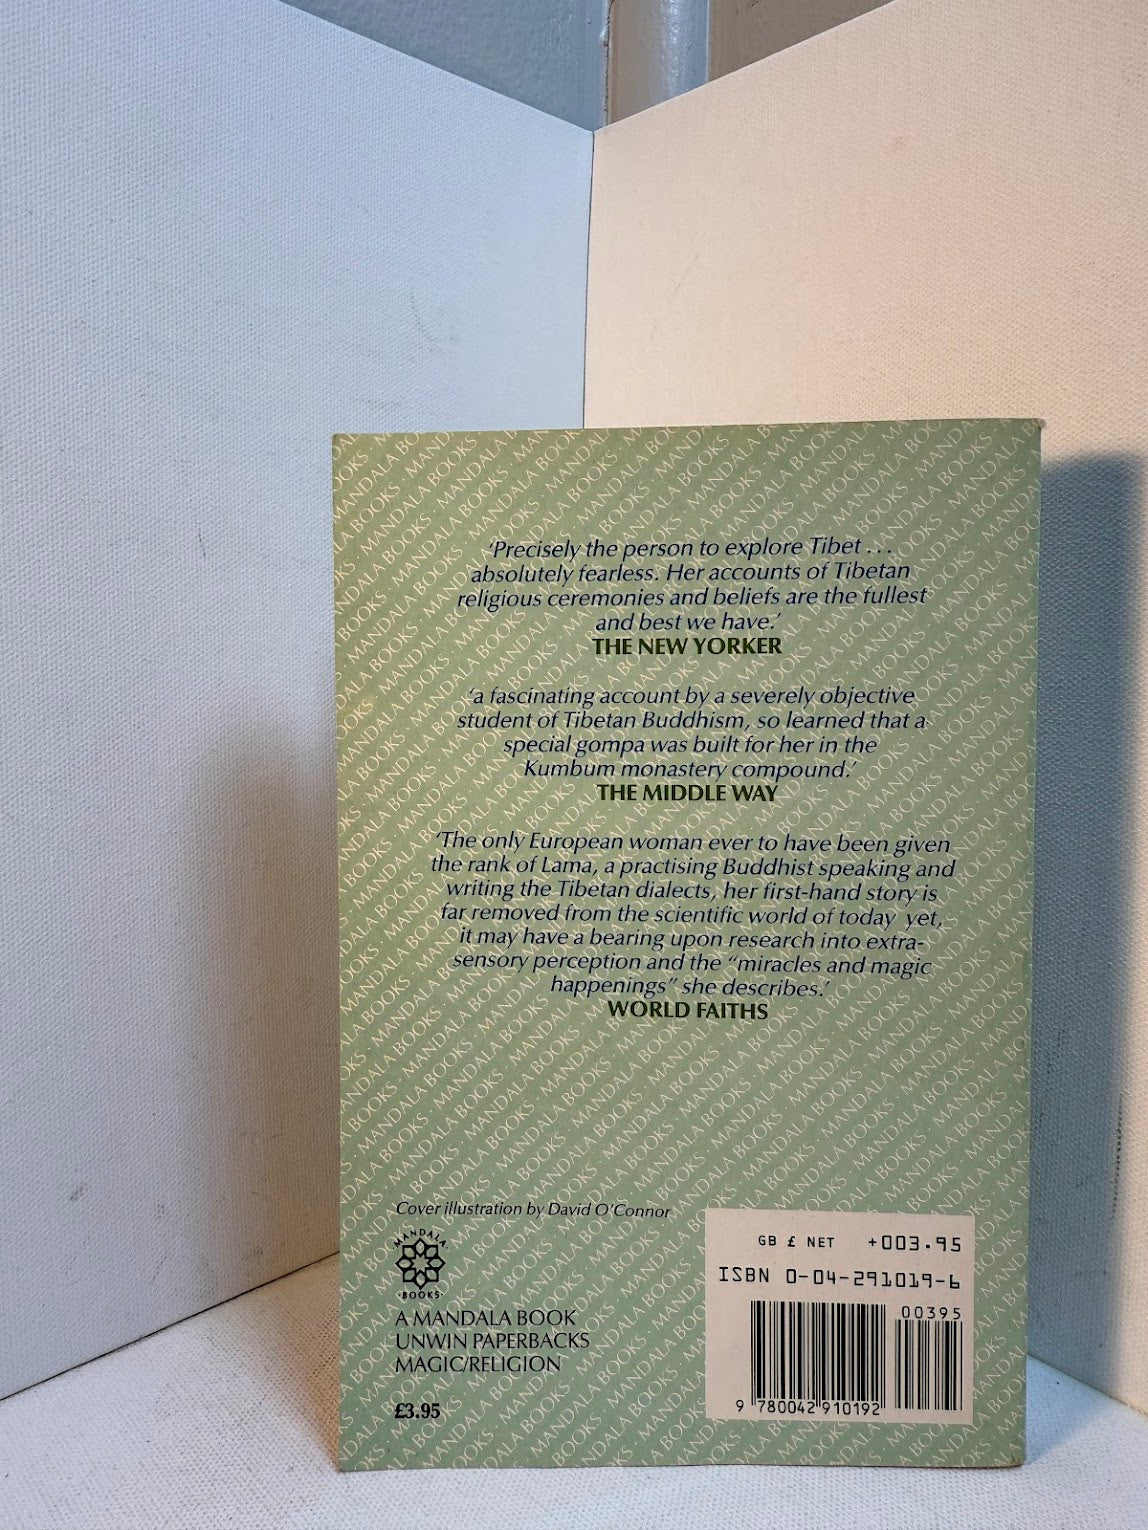 'Precisely the person to explore Tibet . . .
absolutely fearless. Her accounts of Tibetan
religious ceremonies and beliefs are the fullest
and best we have.'
THE NEW YORKER
'a fascinating account by a severely objective
student of Tibetan Buddhism, so learned that a
special gompa was built for her in the
Kumbum monastery compound.'
THE MIDDLE WAY
'The only European woman ever to have been given
the rank of Lama, a practising Buddhist speaking and
writing the Tibetan dialects, her first-hand story is
far removed from the scientific world of today yet,
it may have a bearing upon research into extra-
sensory perception and the "miracles and magic
happenings" she describes.'
WORLD FAITHS
Cover illustration by David O'Connor
MANDALA
·BOOKS·
A MANDALA BOOK
UNWIN PAPERBACKS
MAGIC/RELIGION
£3.95
GB £ NET +003.95
ISBN 0-04-291019-6
00395
9 780042 910192
MANDALA BOOKS · MANDALA BOOKS · MANDALA BOOKS